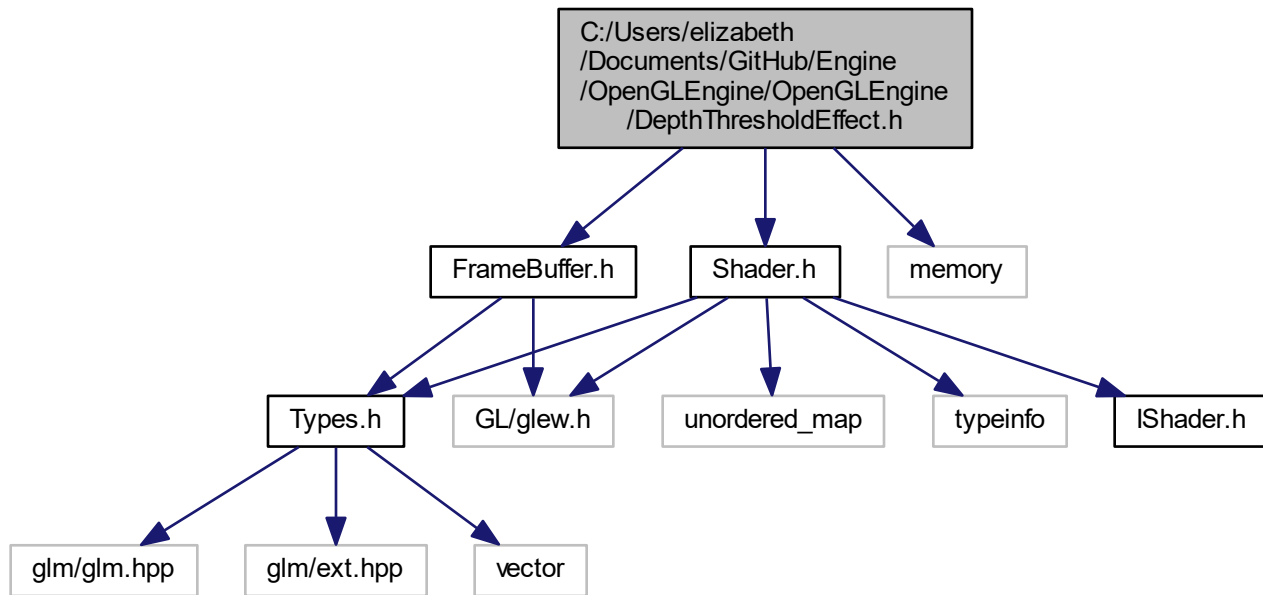 C:/Users/elizabeth
/Documents/GitHub/Engine
/OpenGLEngine/OpenGLEngine
/DepthThresholdEffect.h
FrameBuffer.h
Shader.h
memory
Types.h
GL/glew.h
unordered_map
typeinfo
IShader.h
glm/glm.hpp
glm/ext.hpp
vector